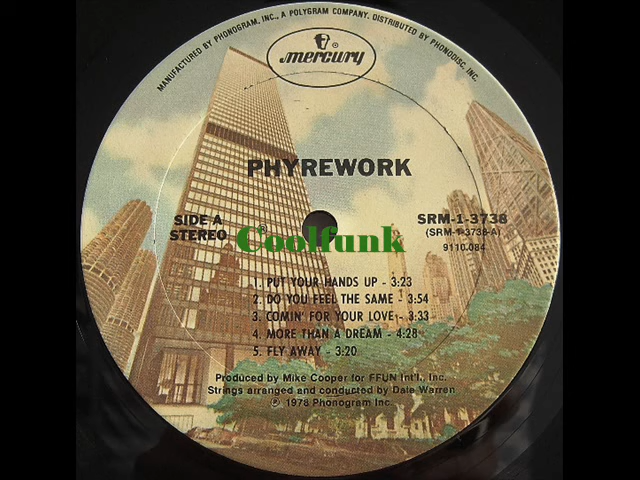 MANUFACTURED BY PHONOGRAM, INC., A POLYGRAM COMPANY. DISTRIBUTED BY PHONODISC, INC.
mercury ®
PHYREWORK
SIDE A
STEREO
SRM-1-3738
(SRM-1-3738-A)
9110-084
Coolfunk
1. PUT YOUR HANDS UP - 3:23
2. DO YOU FEEL THE SAME - 3:54
3. COMIN' FOR YOUR LOVE - 3:33
4. MORE THAN A DREAM - 4:28
5. FLY AWAY - 3:20
Produced by Mike Cooper for FFUN Int'l., Inc.
Strings arranged and conducted by Dale Warren
℗ 1978 Phonogram Inc.